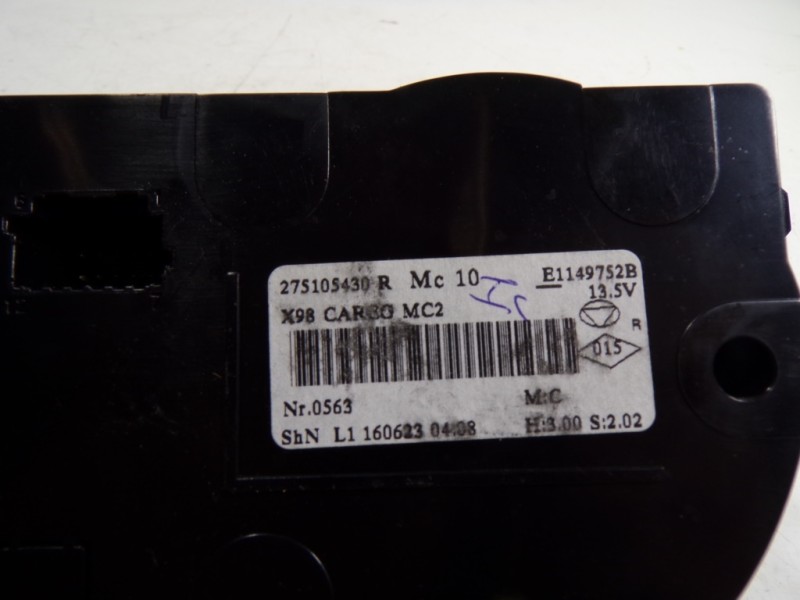 275105430 R Mc 10 E1149752B
13.5V
X98 CARGO MC2
R
015
Nr.0563 M:C
ShN L1 160623 04:08 H:3.00 S:2.02